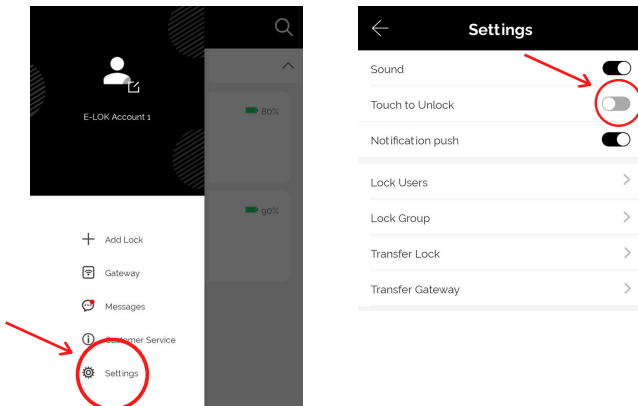 E-LOK Account 1
80%
90%
Add Lock
Gateway
Messages
Customer Service
Settings
Settings
Sound
Touch to Unlock
Notification push
Lock Users
Lock Group
Transfer Lock
Transfer Gateway